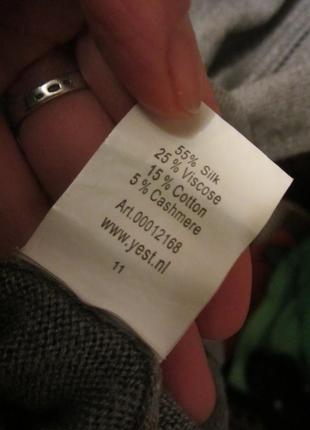 55% Silk
25% Viscose
15% Cotton
5% Cashmere
Art.00012168
www.yest.nl
11